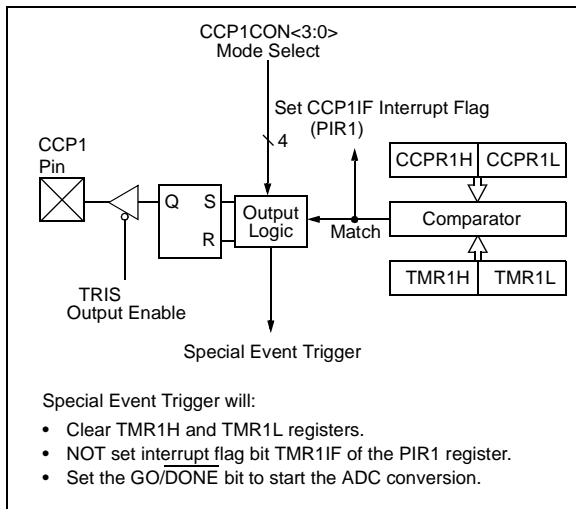 CCP1CON<3:0>
Mode Select
Set CCP1IF Interrupt Flag
(PIR1)
4
CCP1
Pin
CCPR1H CCPR1L
Q S
R
Output
Logic
Match
Comparator
TRIS
Output Enable
TMR1H TMR1L
Special Event Trigger
Special Event Trigger will:
• Clear TMR1H and TMR1L registers.
• NOT set interrupt flag bit TMR1IF of the PIR1 register.
• Set the GO/DONE bit to start the ADC conversion.